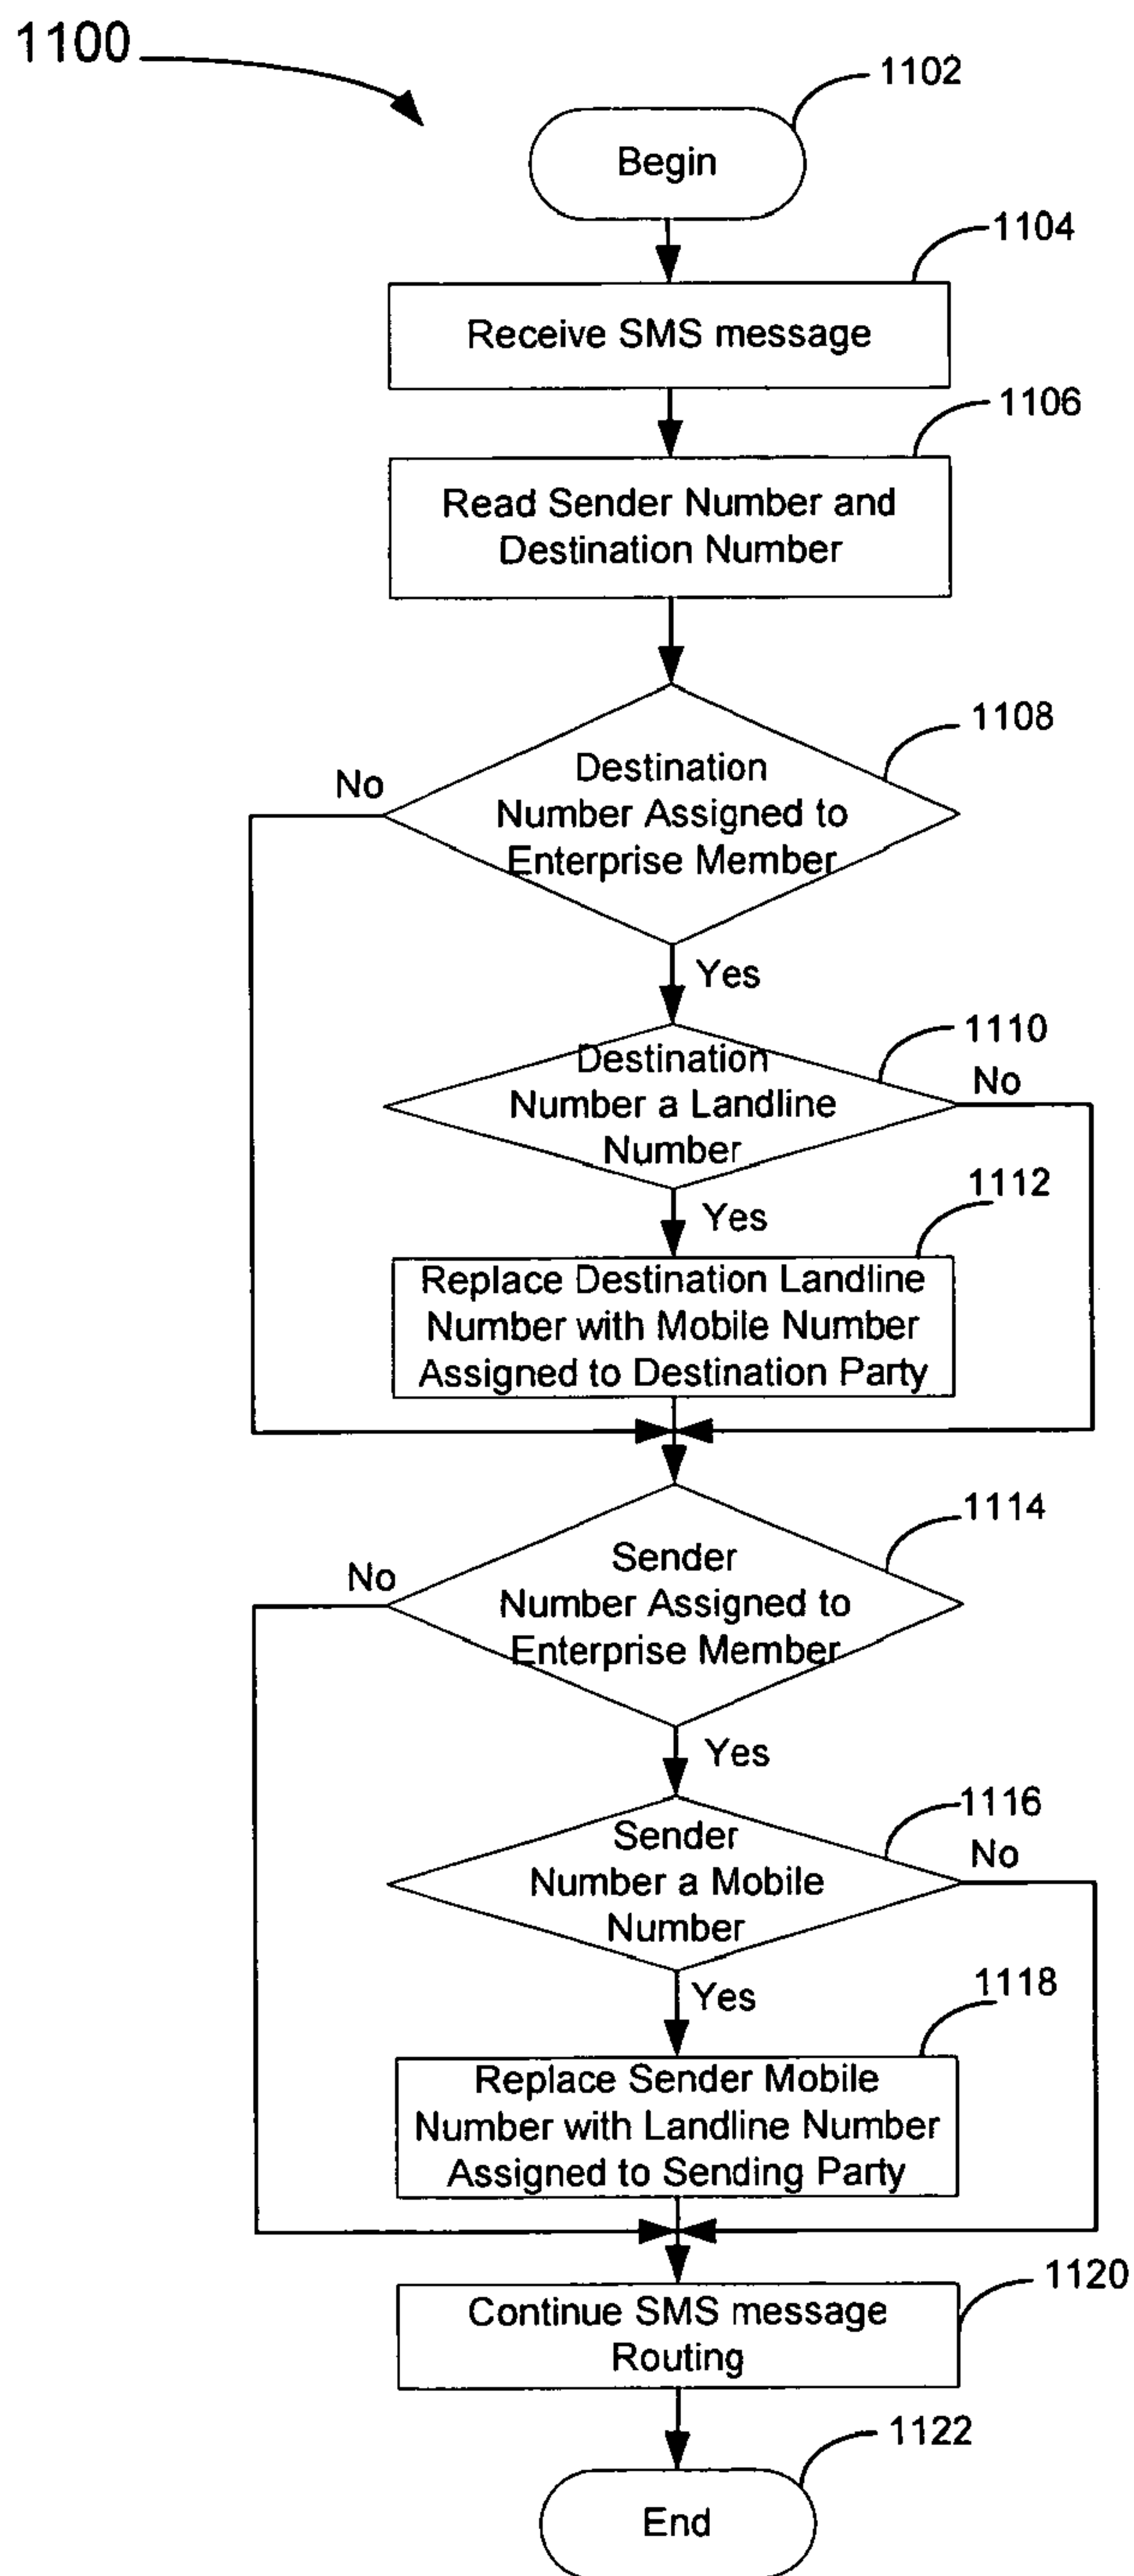 1100
1102
Begin
1104
Receive SMS message
1106
Read Sender Number and
Destination Number
1108
No
Destination
Number Assigned to
Enterprise Member
Yes
1110
No
Destination
Number a Landline
Number
Yes
1112
Replace Destination Landline
Number with Mobile Number
Assigned to Destination Party
1114
No
Sender
Number Assigned to
Enterprise Member
Yes
1116
No
Sender
Number a Mobile
Number
Yes
1118
Replace Sender Mobile
Number with Landline Number
Assigned to Sending Party
1120
Continue SMS message
Routing
1122
End